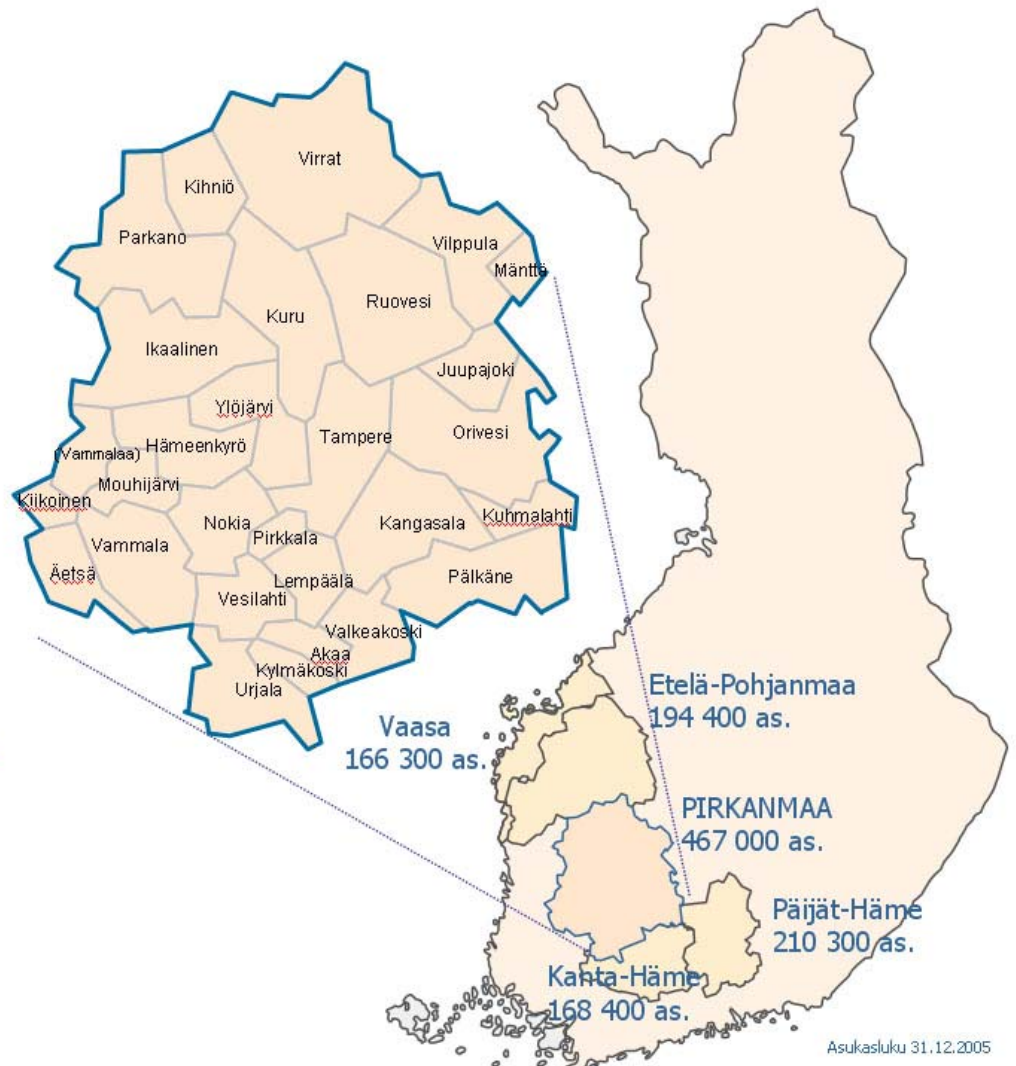 Virrat
Kihniö
Parkano
Vilppula
Mänttä
Ruovesi
Kuru
Ikaalinen
Juupajoki
Ylöjärvi
Tampere
Orivesi
Hämeenkyrö
(Vammalaa)
Mouhijärvi
Kiikoinen
Nokia
Kangasala
Kuhmalahti
Pirkkala
Vammala
Äetsä
Lempäälä
Pälkäne
Vesilahti
Valkeakoski
Akaa
Kylmäkoski
Urjala
Etelä-Pohjanmaa
194 400 as.
Vaasa
166 300 as.
PIRKANMAA
467 000 as.
Päijät-Häme
210 300 as.
Kanta-Häme
168 400 as.
Asukasluku 31.12.2005